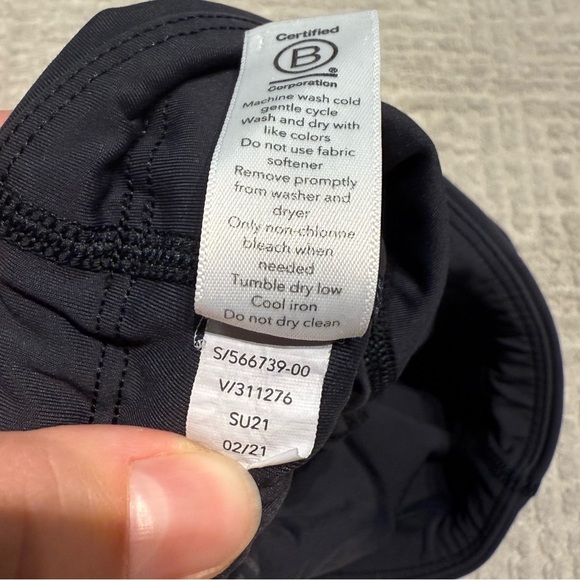 Certified
B
®
Corporation
Machine wash cold
gentle cycle
Wash and dry with
like colors
Do not use fabric
softener
Remove promptly
from washer and
dryer
Only non-chlorine
bleach when
needed
Tumble dry low
Cool iron
Do not dry clean
S/566739-00
V/311276
SU21
02/21